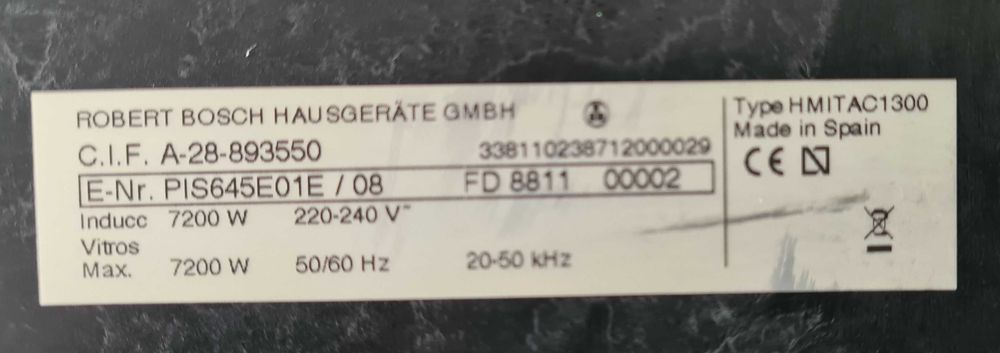 ROBERT BOSCH HAUSGERÄTE GMBH
C.I.F. A-28-893550
338110238712000029
E-Nr. PIS645E01E / 08 FD 8811 00002
Inducc 7200 W 220-240 V~
Vitros
Max. 7200 W 50/60 Hz 20-50 kHz
Type HMITAC1300
Made in Spain
CE N